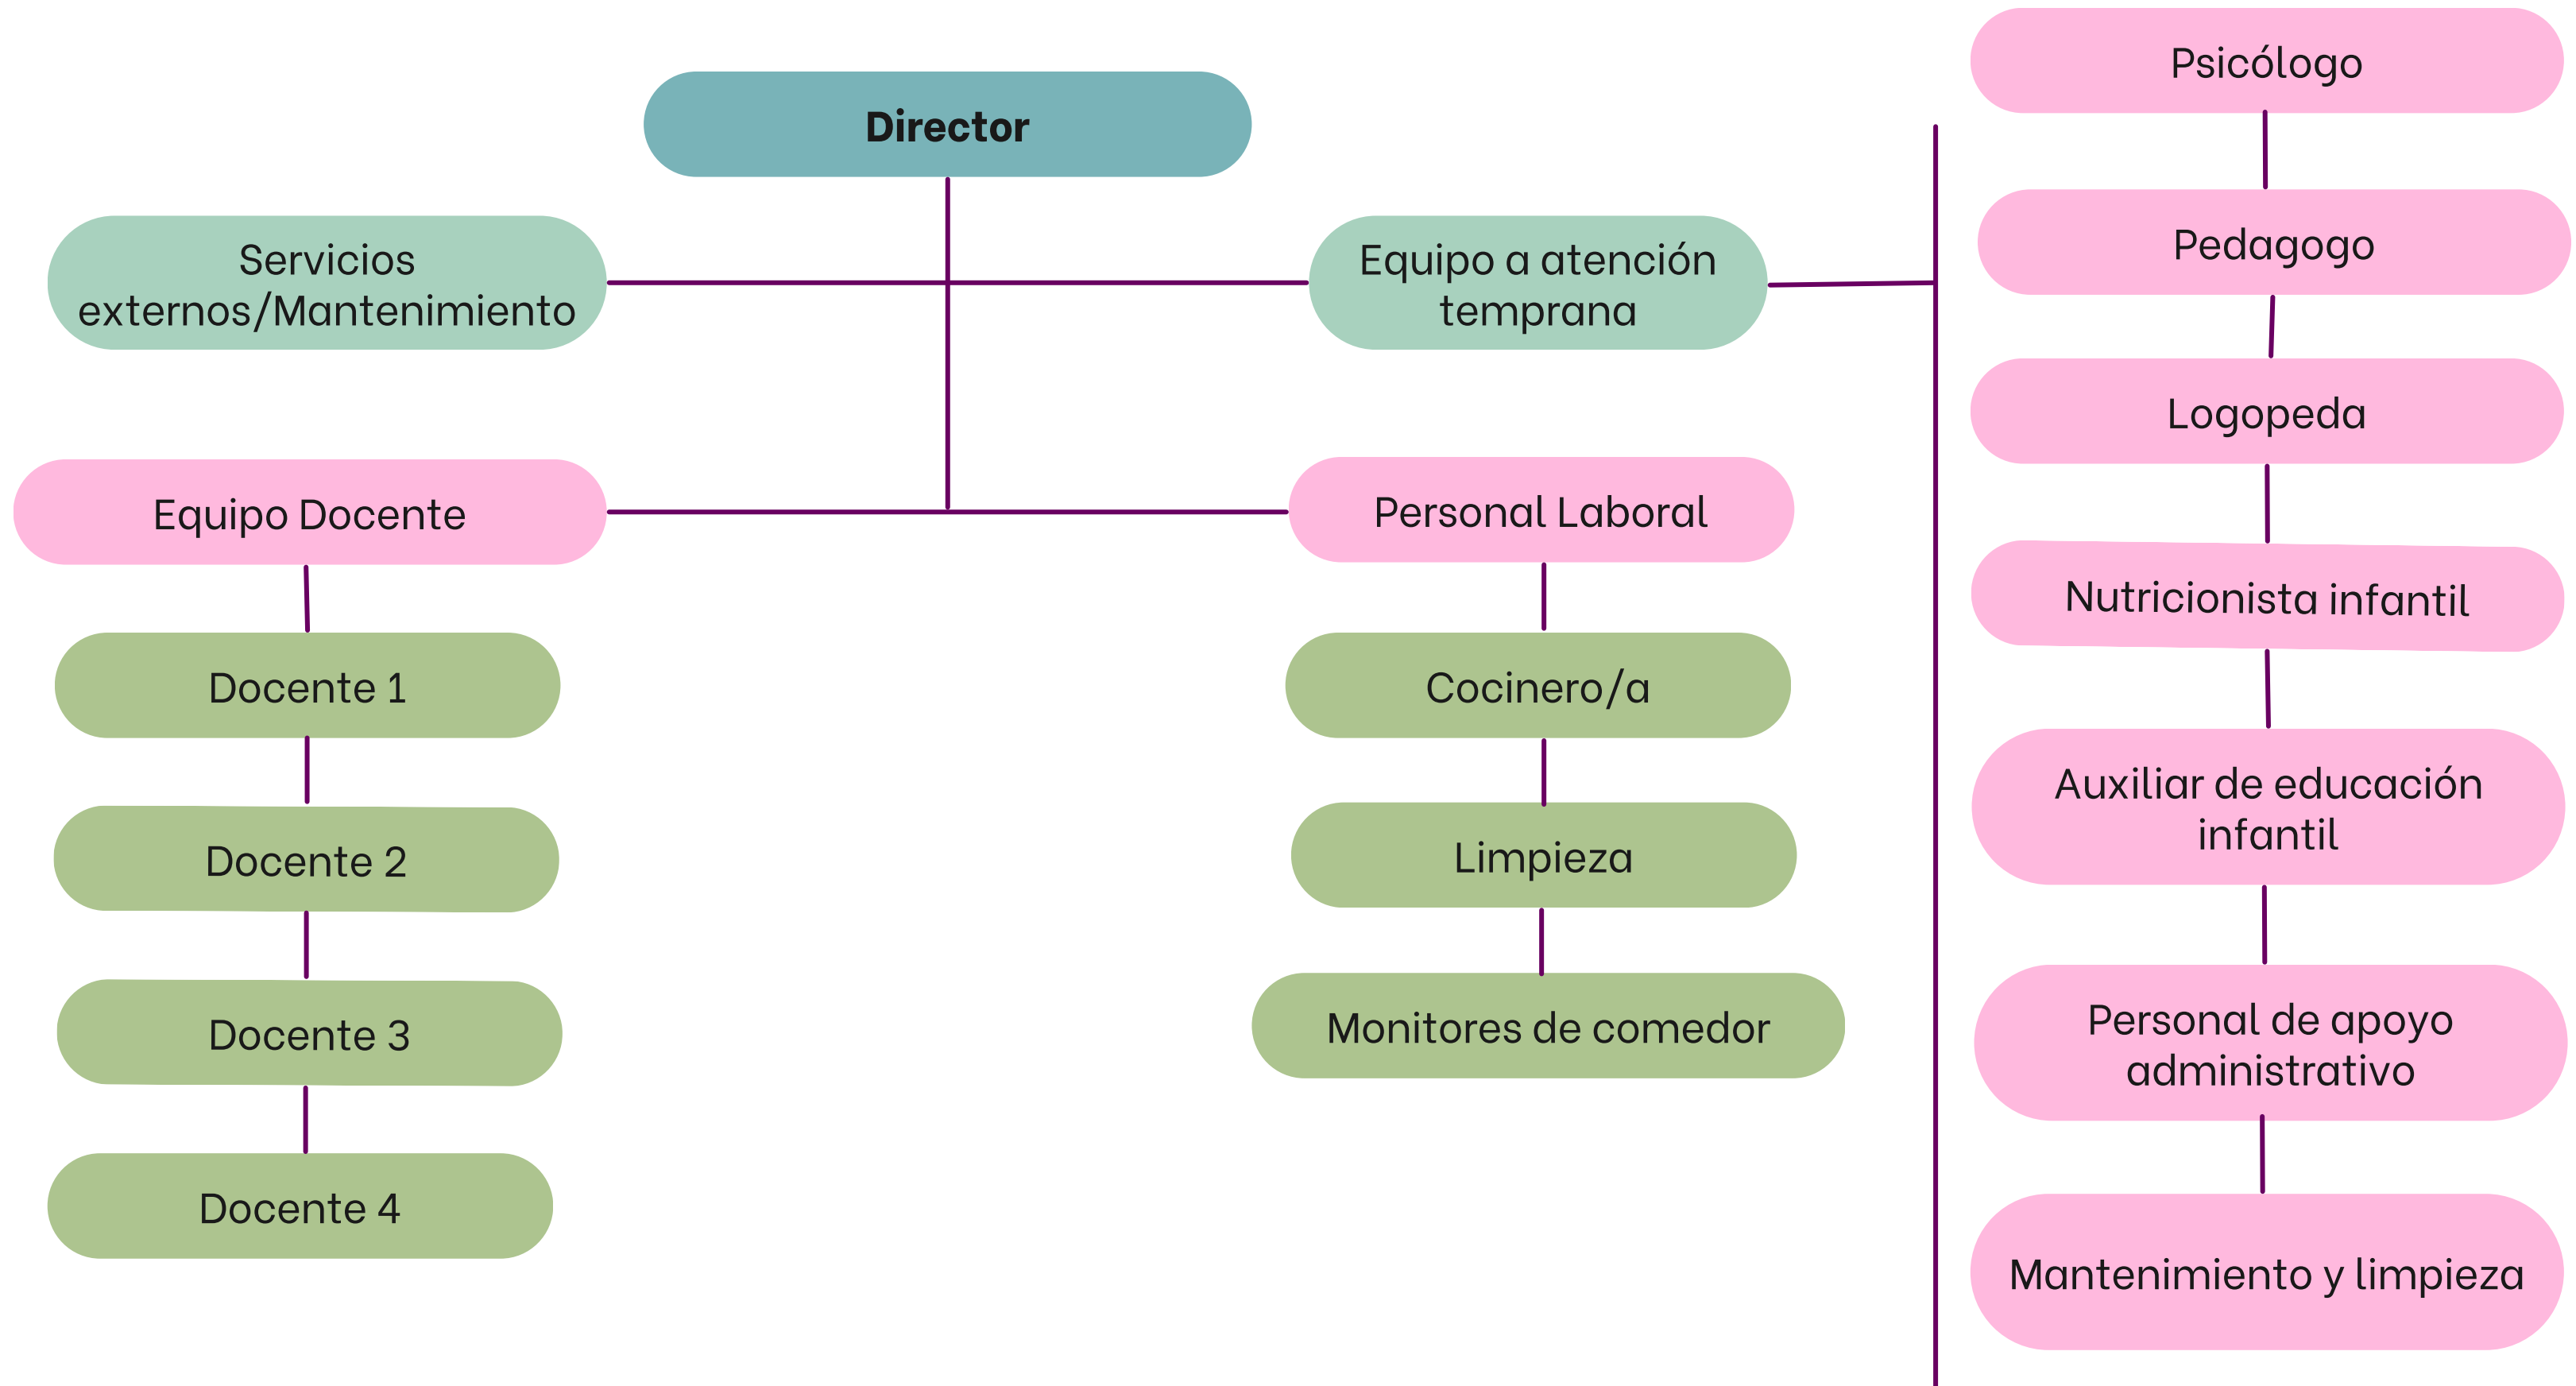 Director
Servicios
externos/Mantenimiento
Equipo a atención
temprana
Equipo Docente
Docente 1
Docente 2
Docente 3
Docente 4
Personal Laboral
Cocinero/a
Limpieza
Monitores de comedor
Psicólogo
Pedagogo
Logopeda
Nutricionista infantil
Auxiliar de educación
infantil
Personal de apoyo
administrativo
Mantenimiento y limpieza